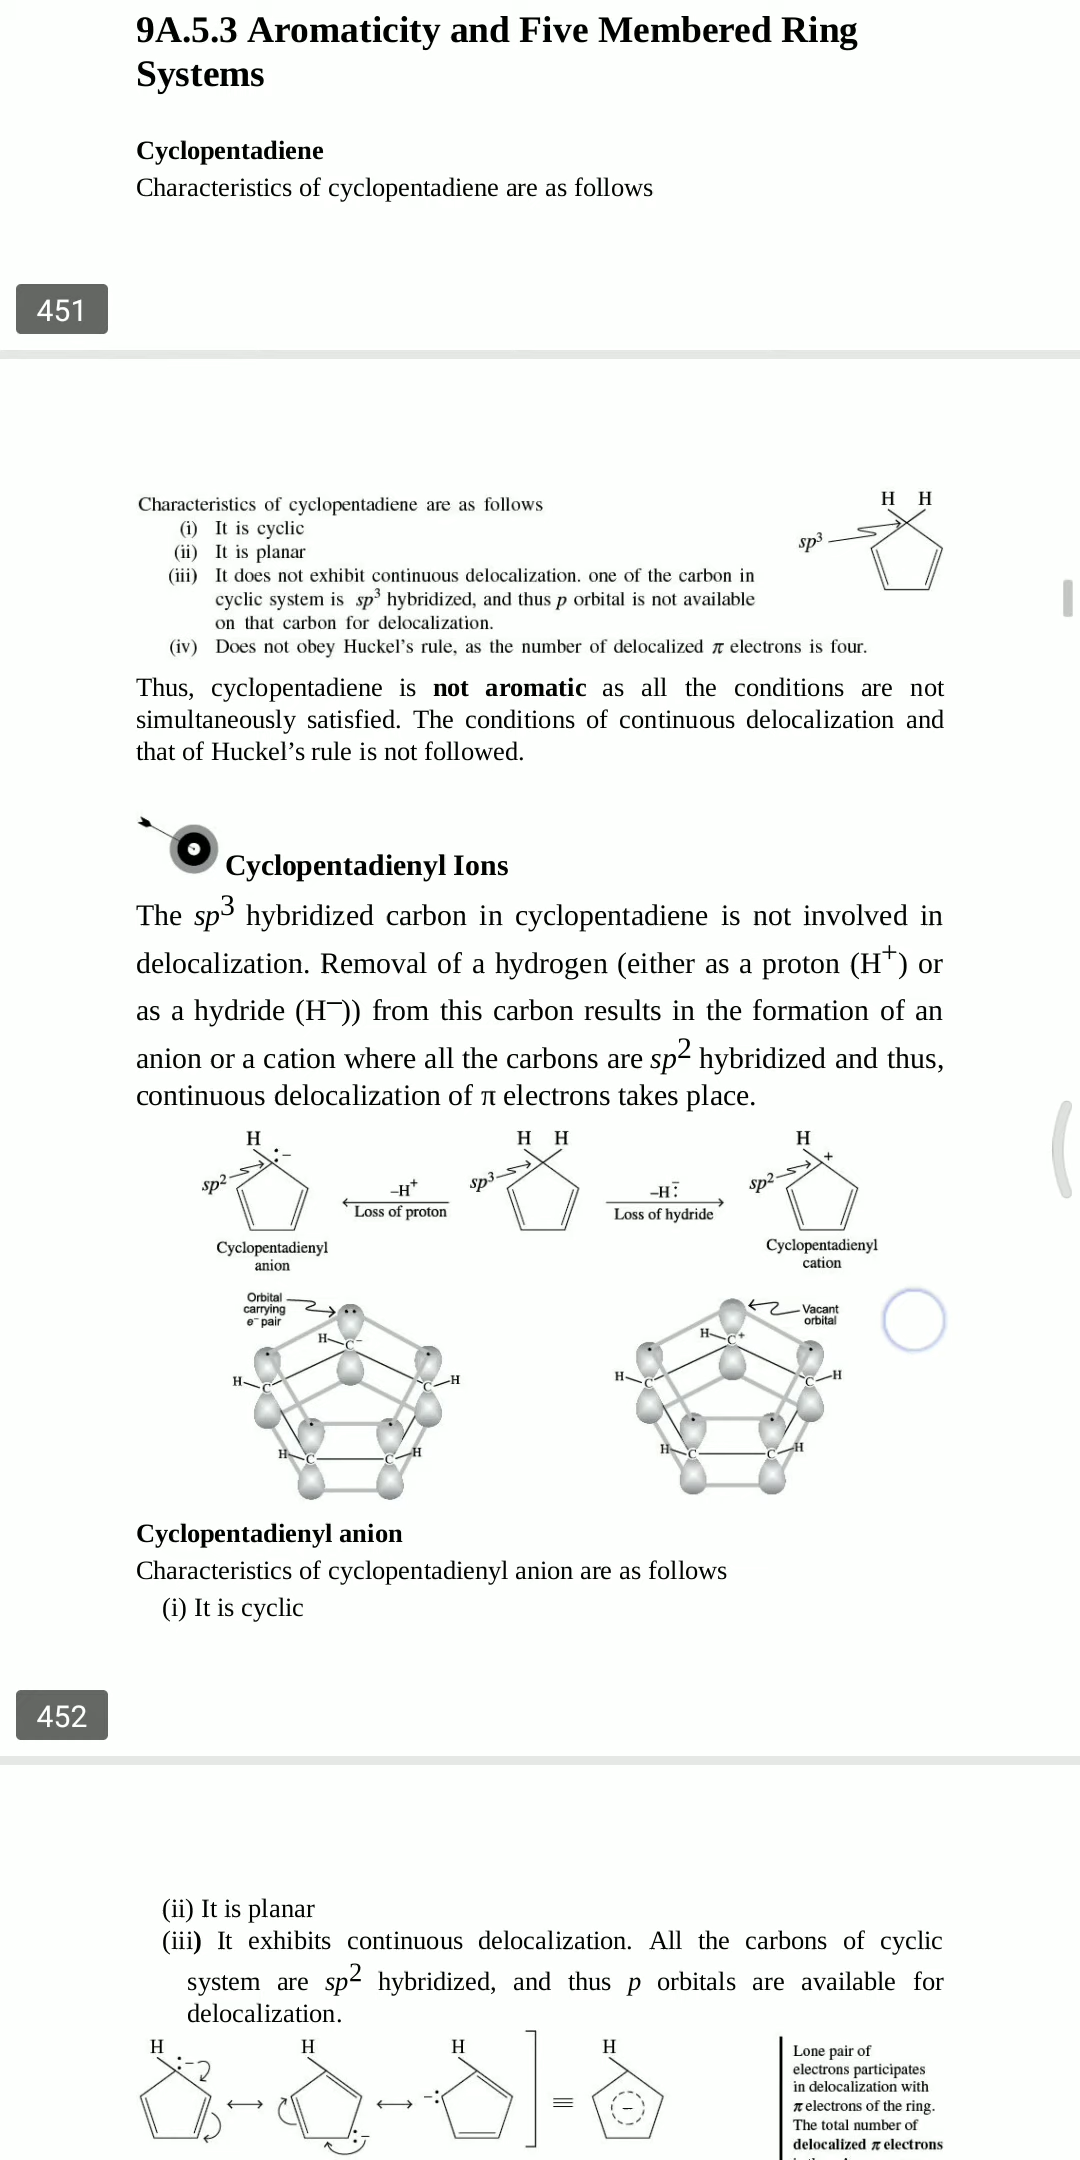 9A.5.3 Aromaticity and Five Membered Ring
Systems
Cyclopentadiene
Characteristics of cyclopentadiene are as follows
451
Characteristics of cyclopentadiene are as follows
(i) It is cyclic
(ii) It is planar
(iii) It does not exhibit continuous delocalization. one of the carbon in
cyclic system is sp³ hybridized, and thus p orbital is not available
on that carbon for delocalization.
(iv) Does not obey Huckel's rule, as the number of delocalized π electrons is four.
H H
sp³
Thus, cyclopentadiene is not aromatic as all the conditions are not
simultaneously satisfied. The conditions of continuous delocalization and
that of Huckel’s rule is not followed.
Cyclopentadienyl Ions
The sp³ hybridized carbon in cyclopentadiene is not involved in
delocalization. Removal of a hydrogen (either as a proton (H⁺) or
as a hydride (H⁻)) from this carbon results in the formation of an
anion or a cation where all the carbons are sp² hybridized and thus,
continuous delocalization of π electrons takes place.
H H H H
:– +
sp² –H⁺ sp³ –H:⁻ sp²
Loss of proton Loss of hydride
Cyclopentadienyl Cyclopentadienyl
anion cation
Orbital
carrying
e⁻ pair
H C⁻
H C C H
H C C H
Vacant
orbital
H C⁺
H C C H
H C C H
Cyclopentadienyl anion
Characteristics of cyclopentadienyl anion are as follows
(i) It is cyclic
452
(ii) It is planar
(iii) It exhibits continuous delocalization. All the carbons of cyclic
system are sp² hybridized, and thus p orbitals are available for
delocalization.
H H H H
:– –: –
:–
Lone pair of
electrons participates
in delocalization with
π electrons of the ring.
The total number of
delocalized π electrons